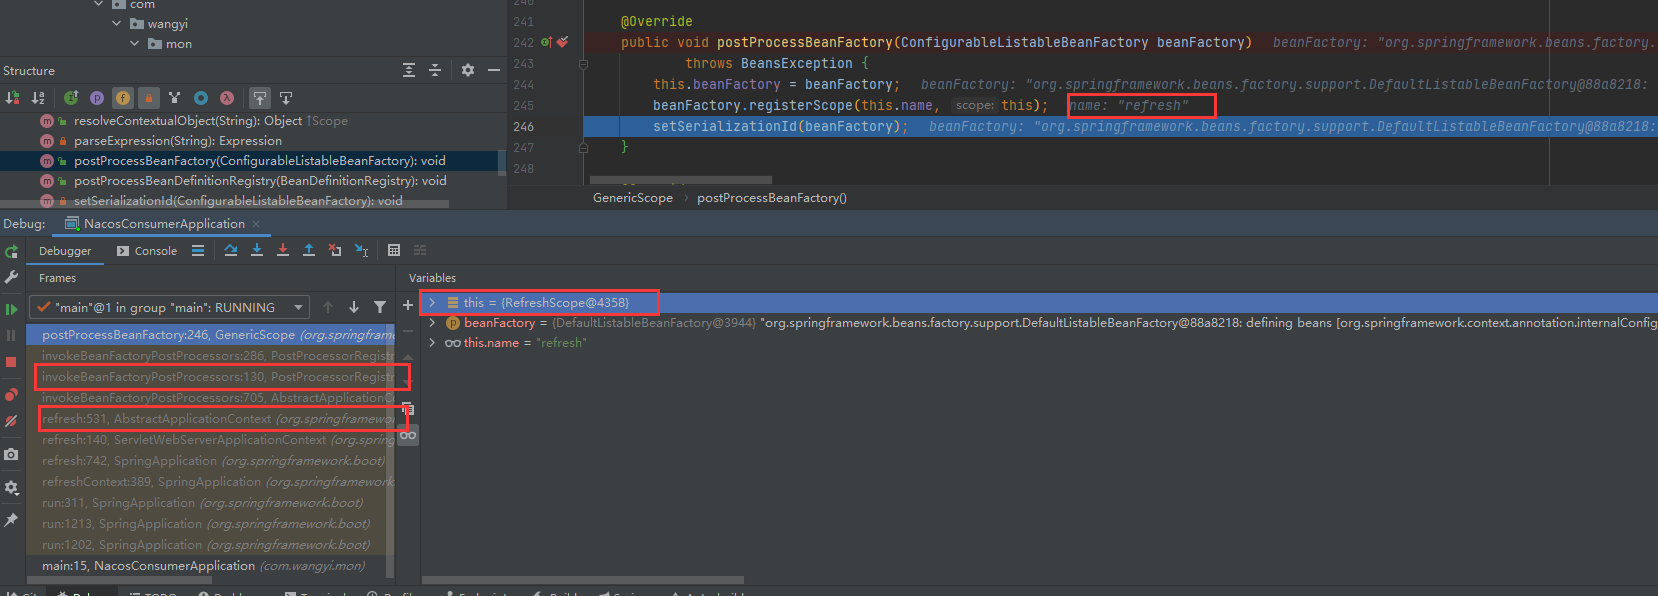 com
wangyi
mon
Structure
resolveContextualObject(String): Object ↑Scope
parseExpression(String): Expression
postProcessBeanFactory(ConfigurableListableBeanFactory): void
postProcessBeanDefinitionRegistry(BeanDefinitionRegistry): void
setSerializationId(ConfigurableListableBeanFactory): void
240
241 @Override
242 public void postProcessBeanFactory(ConfigurableListableBeanFactory beanFactory) beanFactory: "org.springframework.beans.factory.
243 throws BeansException {
244 this.beanFactory = beanFactory; beanFactory: "org.springframework.beans.factory.support.DefaultListableBeanFactory@88a8218:
245 beanFactory.registerScope(this.name, scope: this); name: "refresh"
246 setSerializationId(beanFactory); beanFactory: "org.springframework.beans.factory.support.DefaultListableBeanFactory@88a8218:
247 }
248
GenericScope › postProcessBeanFactory()
Debug: NacosConsumerApplication
Debugger Console
Frames
"main"@1 in group "main": RUNNING
postProcessBeanFactory:246, GenericScope (org.springframe
invokeBeanFactoryPostProcessors:286, PostProcessorRegistr
invokeBeanFactoryPostProcessors:130, PostProcessorRegistr
invokeBeanFactoryPostProcessors:705, AbstractApplicationC
refresh:531, AbstractApplicationContext (org.springframewor
refresh:140, ServletWebServerApplicationContext (org.spring
refresh:742, SpringApplication (org.springframework.boot)
refreshContext:389, SpringApplication (org.springframework.
run:311, SpringApplication (org.springframework.boot)
run:1213, SpringApplication (org.springframework.boot)
run:1202, SpringApplication (org.springframework.boot)
main:15, NacosConsumerApplication (com.wangyi.mon)
Variables
this = {RefreshScope@4358}
beanFactory = {DefaultListableBeanFactory@3944} "org.springframework.beans.factory.support.DefaultListableBeanFactory@88a8218: defining beans [org.springframework.context.annotation.internalConfig
this.name = "refresh"